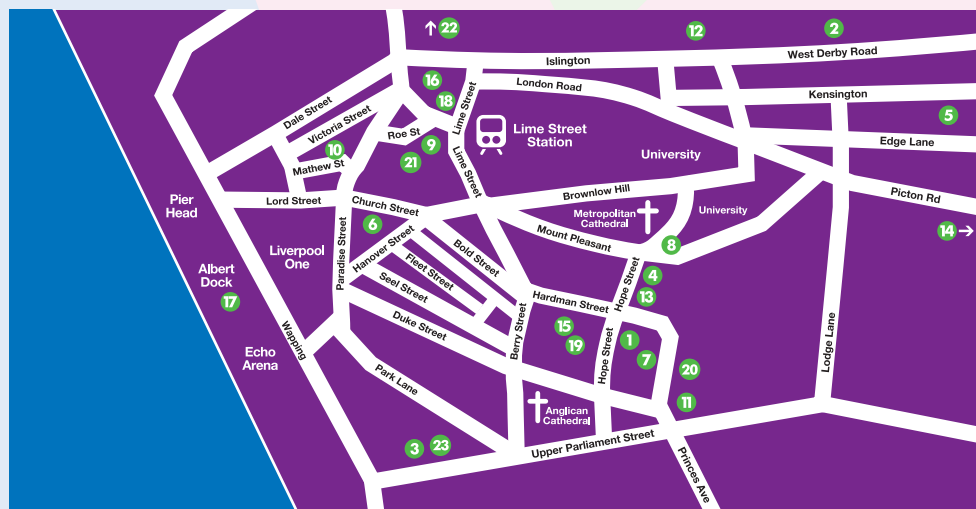 ↑ 22
12
2
Islington
West Derby Road
16
18
Lime Street
London Road
Kensington
5
Dale Street
Victoria Street
10
Mathew St
Roe St
9
21
Lime Street
Lime Street
Station
University
Edge Lane
Picton Rd
14 →
Pier
Head
Lord Street
Church Street
6
Brownlow Hill
Metropolitan
Cathedral
University
8
Mount Pleasant
Liverpool
One
Paradise Street
Hanover Street
Bold Street
Fleet Street
Seel Street
Duke Street
Albert
Dock
17
Wapping
Echo
Arena
Park Lane
Berry Street
Hardman Street
Hope Street
4
13
15
19
Hope Street
1
7
20
11
Lodge Lane
Anglican
Cathedral
3
23
Upper Parliament Street
Princes Ave